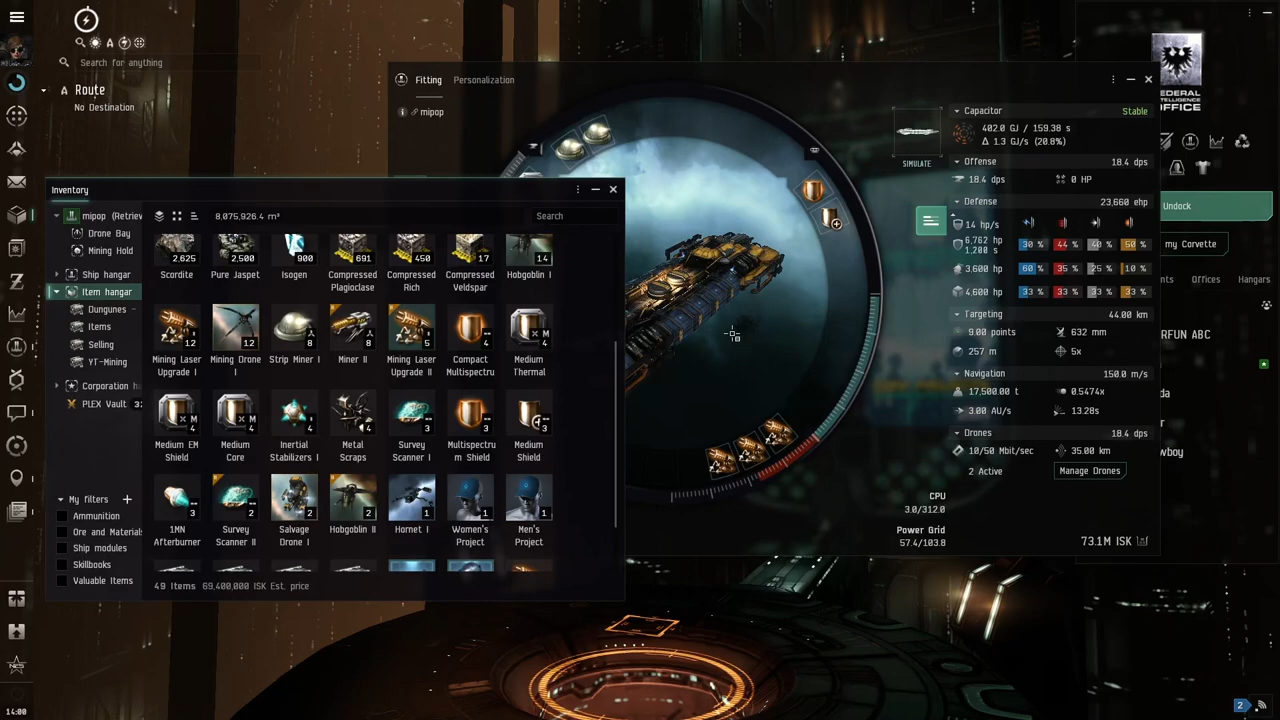 Search for anything
Route
No Destination
Fitting
Personalization
mipop
SIMULATE
Capacitor
Stable
402.0 GJ / 159.38 s
Δ 1.3 GJ/s (20.8%)
Offense
18.4 dps
18.4 dps
0 HP
Defense
23,660 ehp
14 hp/s
6,762 hp
1,200 s
30 %
44 %
40 %
50 %
3,600 hp
60 %
35 %
25 %
10 %
4,600 hp
33 %
33 %
33 %
33 %
Targeting
44.00 km
9.00 points
632 mm
257 m
5x
Navigation
150.0 m/s
17,500.00 t
0.5474x
3.00 AU/s
13.28s
Drones
18.4 dps
10/50 Mbit/sec
35.00 km
2 Active
Manage Drones
CPU
3.0/312.0
Power Grid
57.4/103.8
73.1M ISK
FEDERAL
INTELLIGENCE
OFFICE
Undock
my Corvette
nts
Offices
Hangars
RFUN ABC
da
r
wboy
Inventory
mipop (Retriev
Drone Bay
Mining Hold
Ship hangar
Item hangar
Dungunes -
Items
Selling
YT-Mining
Corporation h
PLEX Vault
My filters
Ammunition
Ore and Materials
Ship modules
Skillbooks
Valuable Items
8,075,926.4 m³
Search
2,625
2,500
900
691
450
17
14
Scordite
Pure Jaspet
Isogen
Compressed Plagioclase
Compressed Rich
Compressed Veldspar
Hobgoblin I
12
12
8
8
5
4
4
Mining Laser Upgrade I
Mining Drone I
Strip Miner I
Miner II
Mining Laser Upgrade II
Compact Multispectru
Medium Thermal
4
4
4
4
3
3
3
Medium EM Shield
Medium Core
Inertial Stabilizers I
Metal Scraps
Survey Scanner I
Multispectru m Shield
Medium Shield
3
2
2
2
1
1
1
1MN Afterburner
Survey Scanner II
Salvage Drone I
Hobgoblin II
Hornet I
Women's Project
Men's Project
49 Items
69,400,000 ISK Est. price
14:00
2